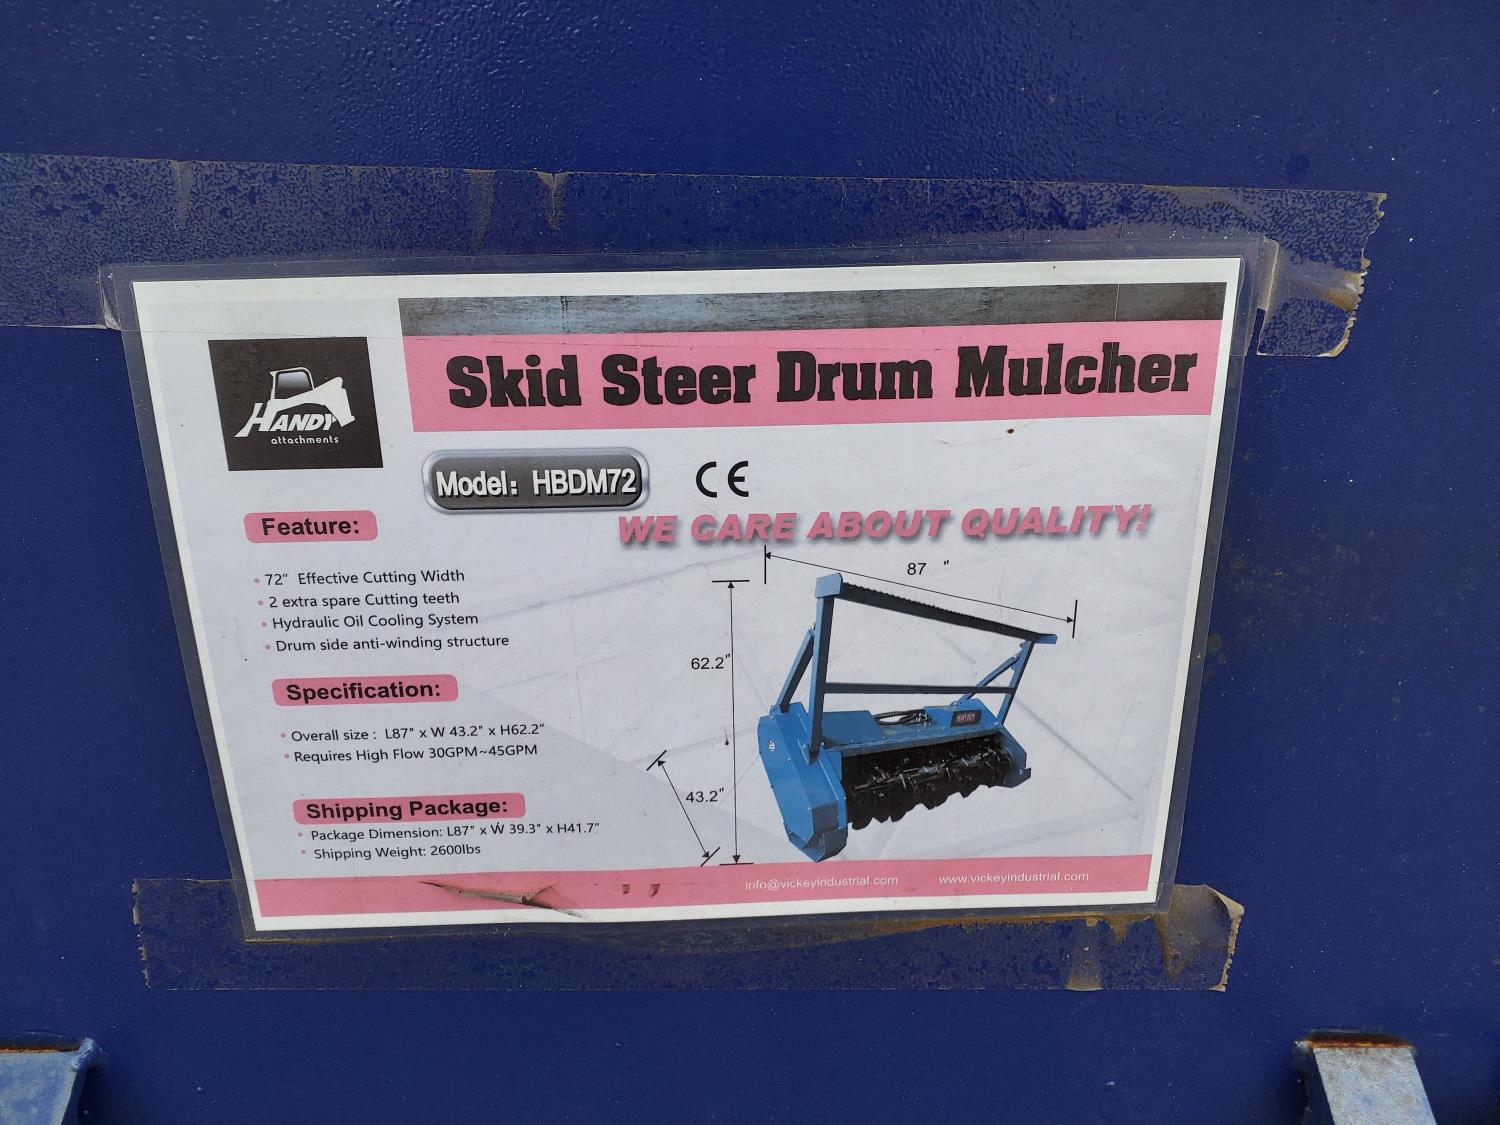 HANDY
attachments
Skid Steer Drum Mulcher
Model: HBDM72
CE
WE CARE ABOUT QUALITY!
Feature:
• 72" Effective Cutting Width
• 2 extra spare Cutting teeth
• Hydraulic Oil Cooling System
• Drum side anti-winding structure
Specification:
• Overall size : L87" x W 43.2" x H62.2"
• Requires High Flow 30GPM~45GPM
Shipping Package:
• Package Dimension: L87" x W 39.3" x H41.7"
• Shipping Weight: 2600lbs
87 "
62.2"
43.2"
HEAVY DUTY
info@vickeyindustrial.com
www.vickeyindustrial.com